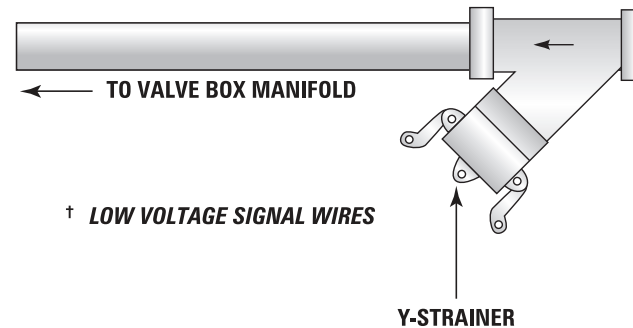 TO VALVE BOX MANIFOLD
† LOW VOLTAGE SIGNAL WIRES
Y-STRAINER